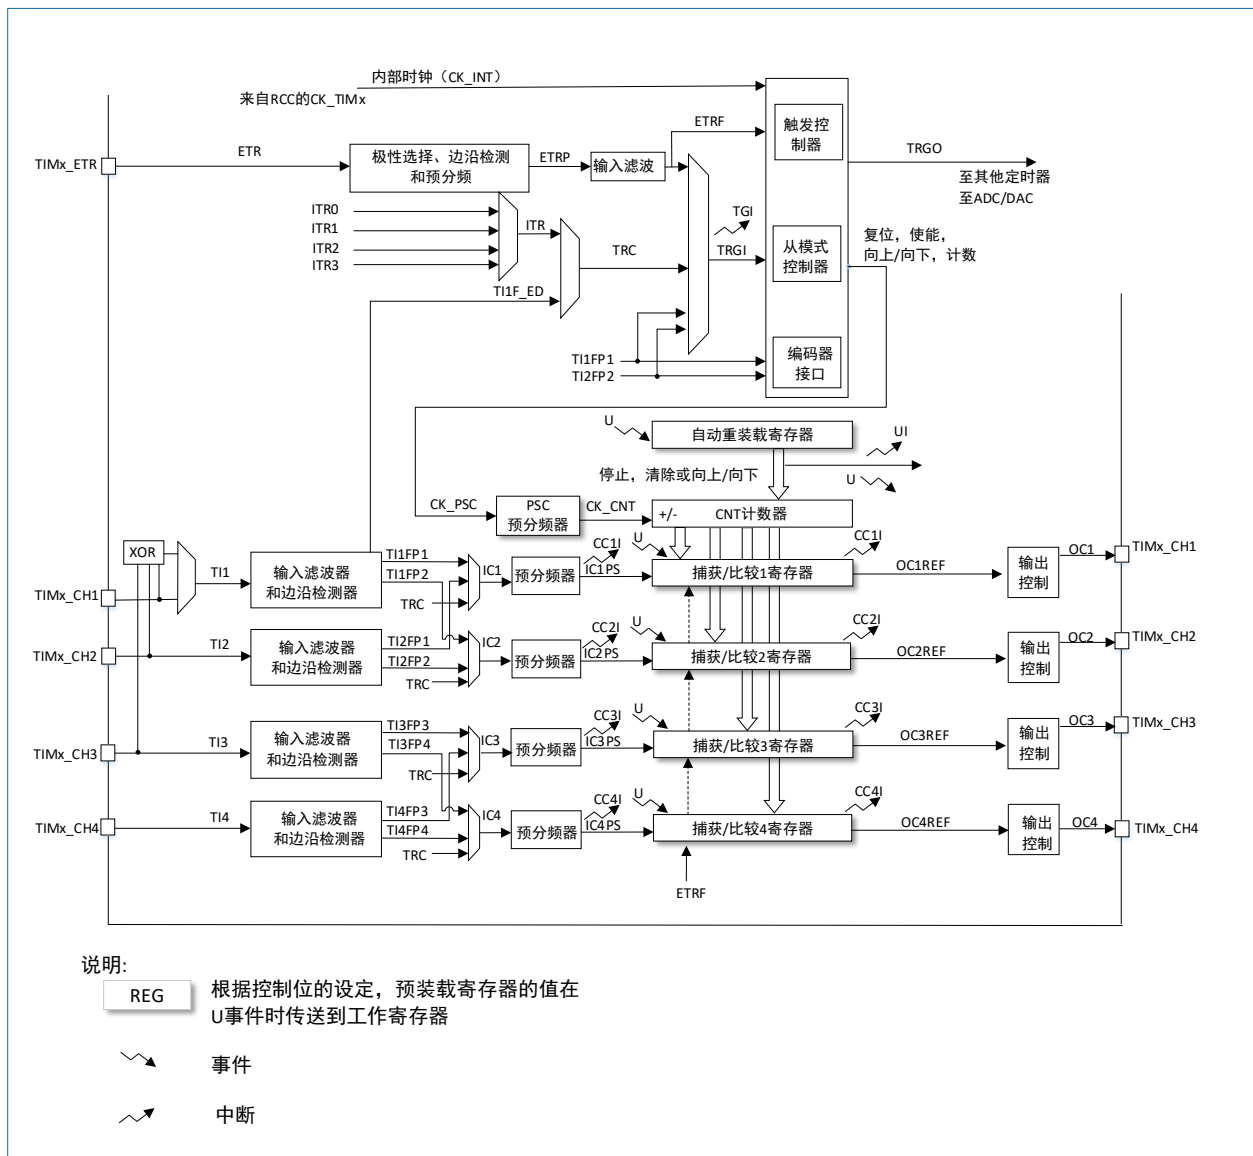 内部时钟（CK_INT）
来自RCC的CK_TIMx
TIMx_ETR
ETR
极性选择、边沿检测
和预分频
ETRP
输入滤波
ETRF
触发控
制器
TRGO
至其他定时器
至ADC/DAC
ITR0
ITR1
ITR2
ITR3
ITR
TI1F_ED
TRC
TGI
TRGI
从模式
控制器
复位，使能，
向上/向下，计数
TI1FP1
TI2FP2
编码器
接口
U
自动重装载寄存器
UI
U
停止，清除或向上/向下
CK_PSC
PSC
预分频器
CK_CNT
+/-
CNT计数器
XOR
TIMx_CH1
TI1
输入滤波器
和边沿检测器
TI1FP1
TI1FP2
TRC
IC1
预分频器
CC1I
IC1PS
U
捕获/比较1寄存器
CC1I
OC1REF
输出
控制
OC1
TIMx_CH1
TIMx_CH2
TI2
输入滤波器
和边沿检测器
TI2FP1
TI2FP2
TRC
IC2
预分频器
CC2I
IC2PS
U
捕获/比较2寄存器
CC2I
OC2REF
输出
控制
OC2
TIMx_CH2
TIMx_CH3
TI3
输入滤波器
和边沿检测器
TI3FP3
TI3FP4
TRC
IC3
预分频器
CC3I
IC3PS
U
捕获/比较3寄存器
CC3I
OC3REF
输出
控制
OC3
TIMx_CH3
TIMx_CH4
TI4
输入滤波器
和边沿检测器
TI4FP3
TI4FP4
TRC
IC4
预分频器
CC4I
IC4PS
U
捕获/比较4寄存器
CC4I
OC4REF
输出
控制
OC4
TIMx_CH4
ETRF
说明:
REG
根据控制位的设定，预装载寄存器的值在
U事件时传送到工作寄存器
事件
中断